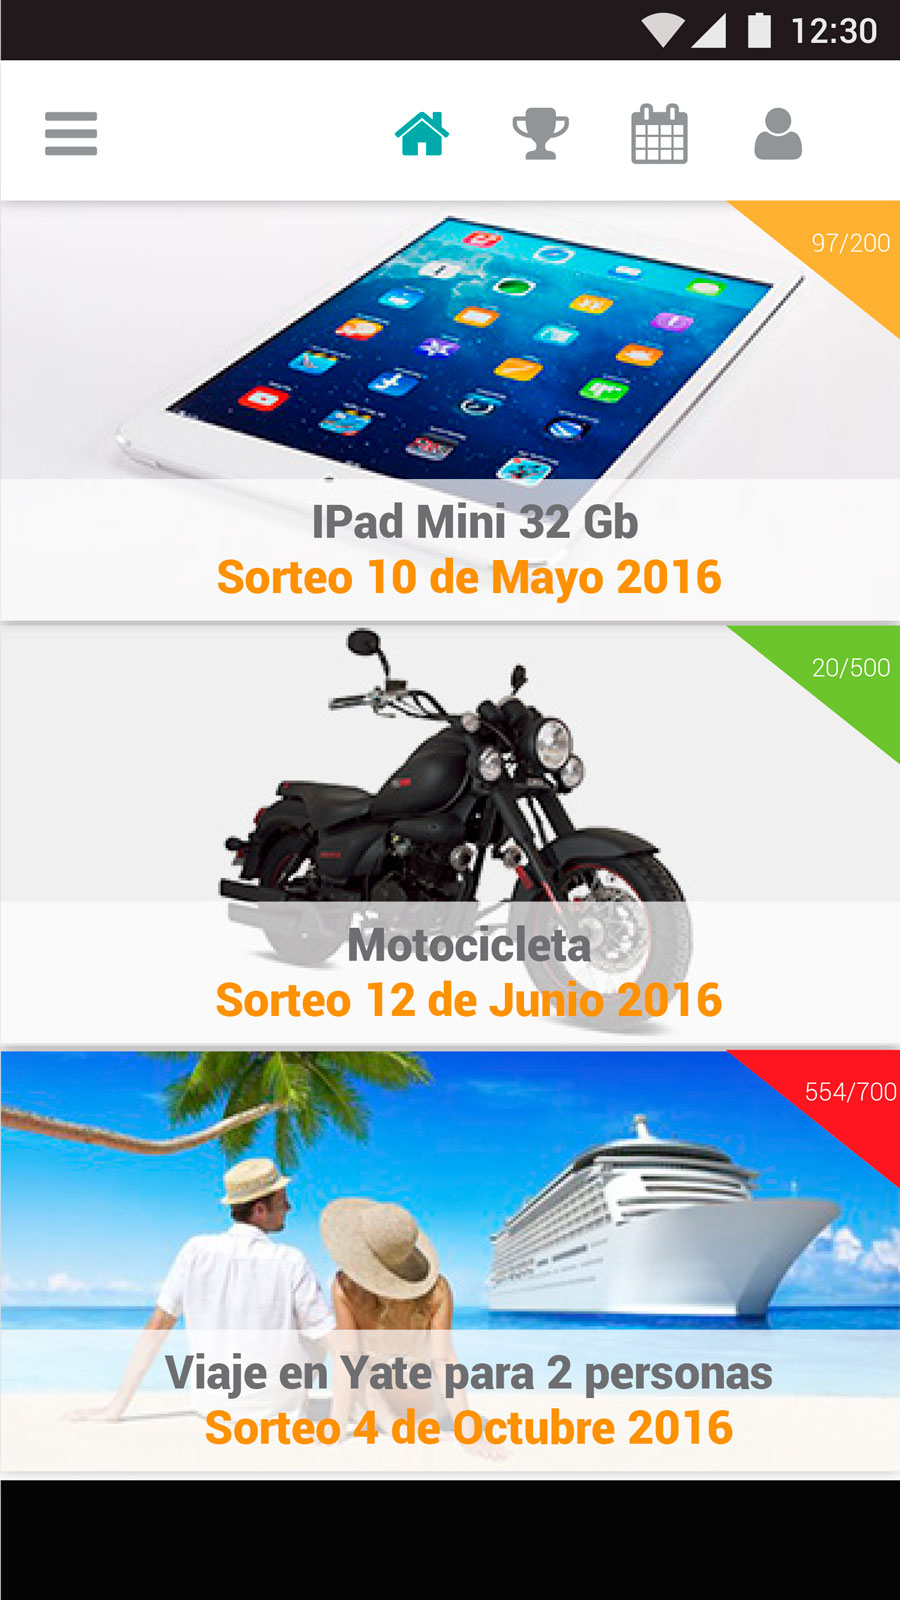 12:30
97/200
IPad Mini 32 Gb
Sorteo 10 de Mayo 2016
20/500
Motocicleta
Sorteo 12 de Junio 2016
554/700
Viaje en Yate para 2 personas
Sorteo 4 de Octubre 2016